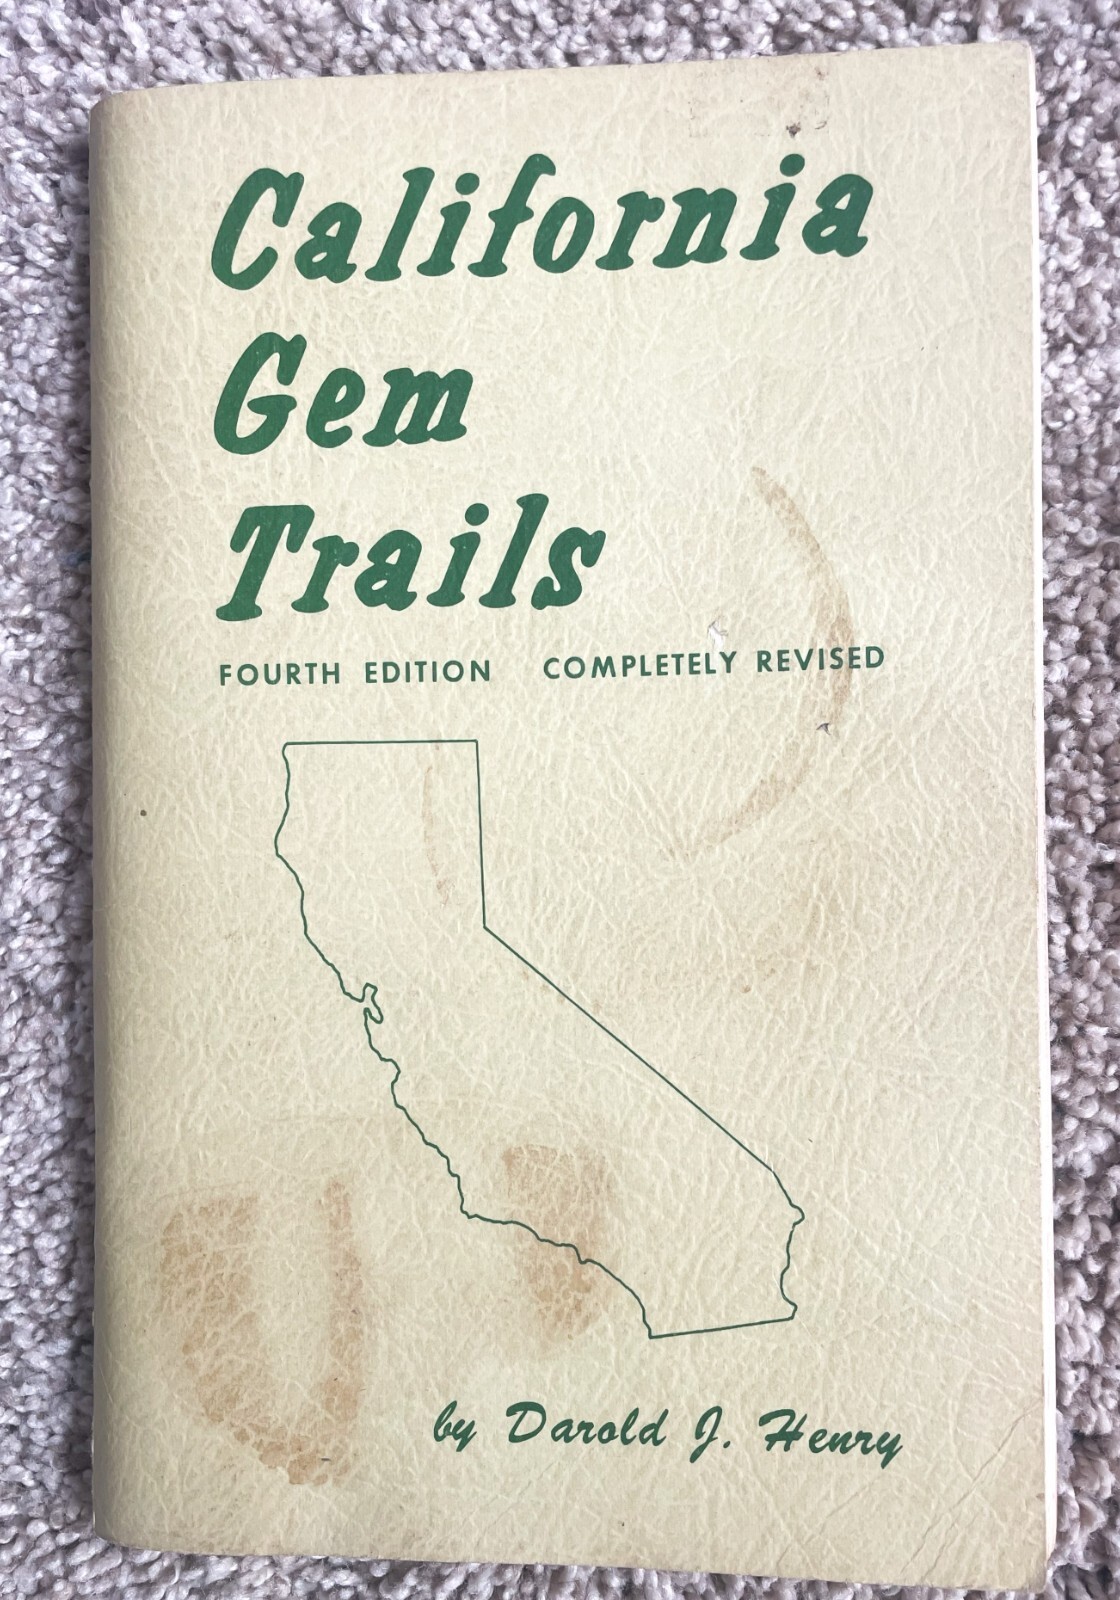 California
Gem
Trails
FOURTH EDITION COMPLETELY REVISED
by Darold J. Henry